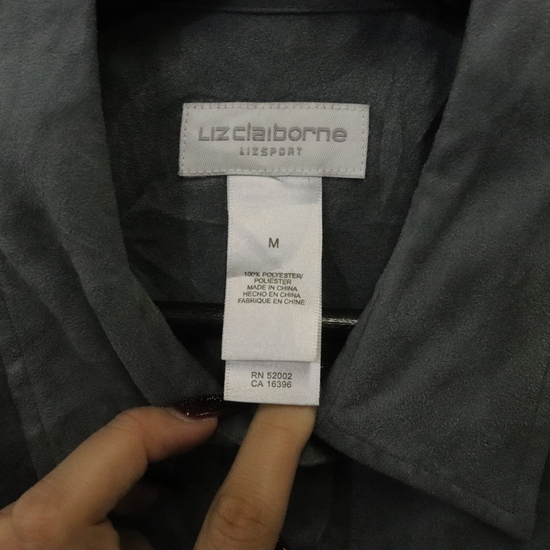 Lizclaiborne
LIZSPORT
M
100% POLYESTER/
POLIESTER
MADE IN CHINA
HECHO EN CHINA
FABRIQUE EN CHINE
RN 52002
CA 16396